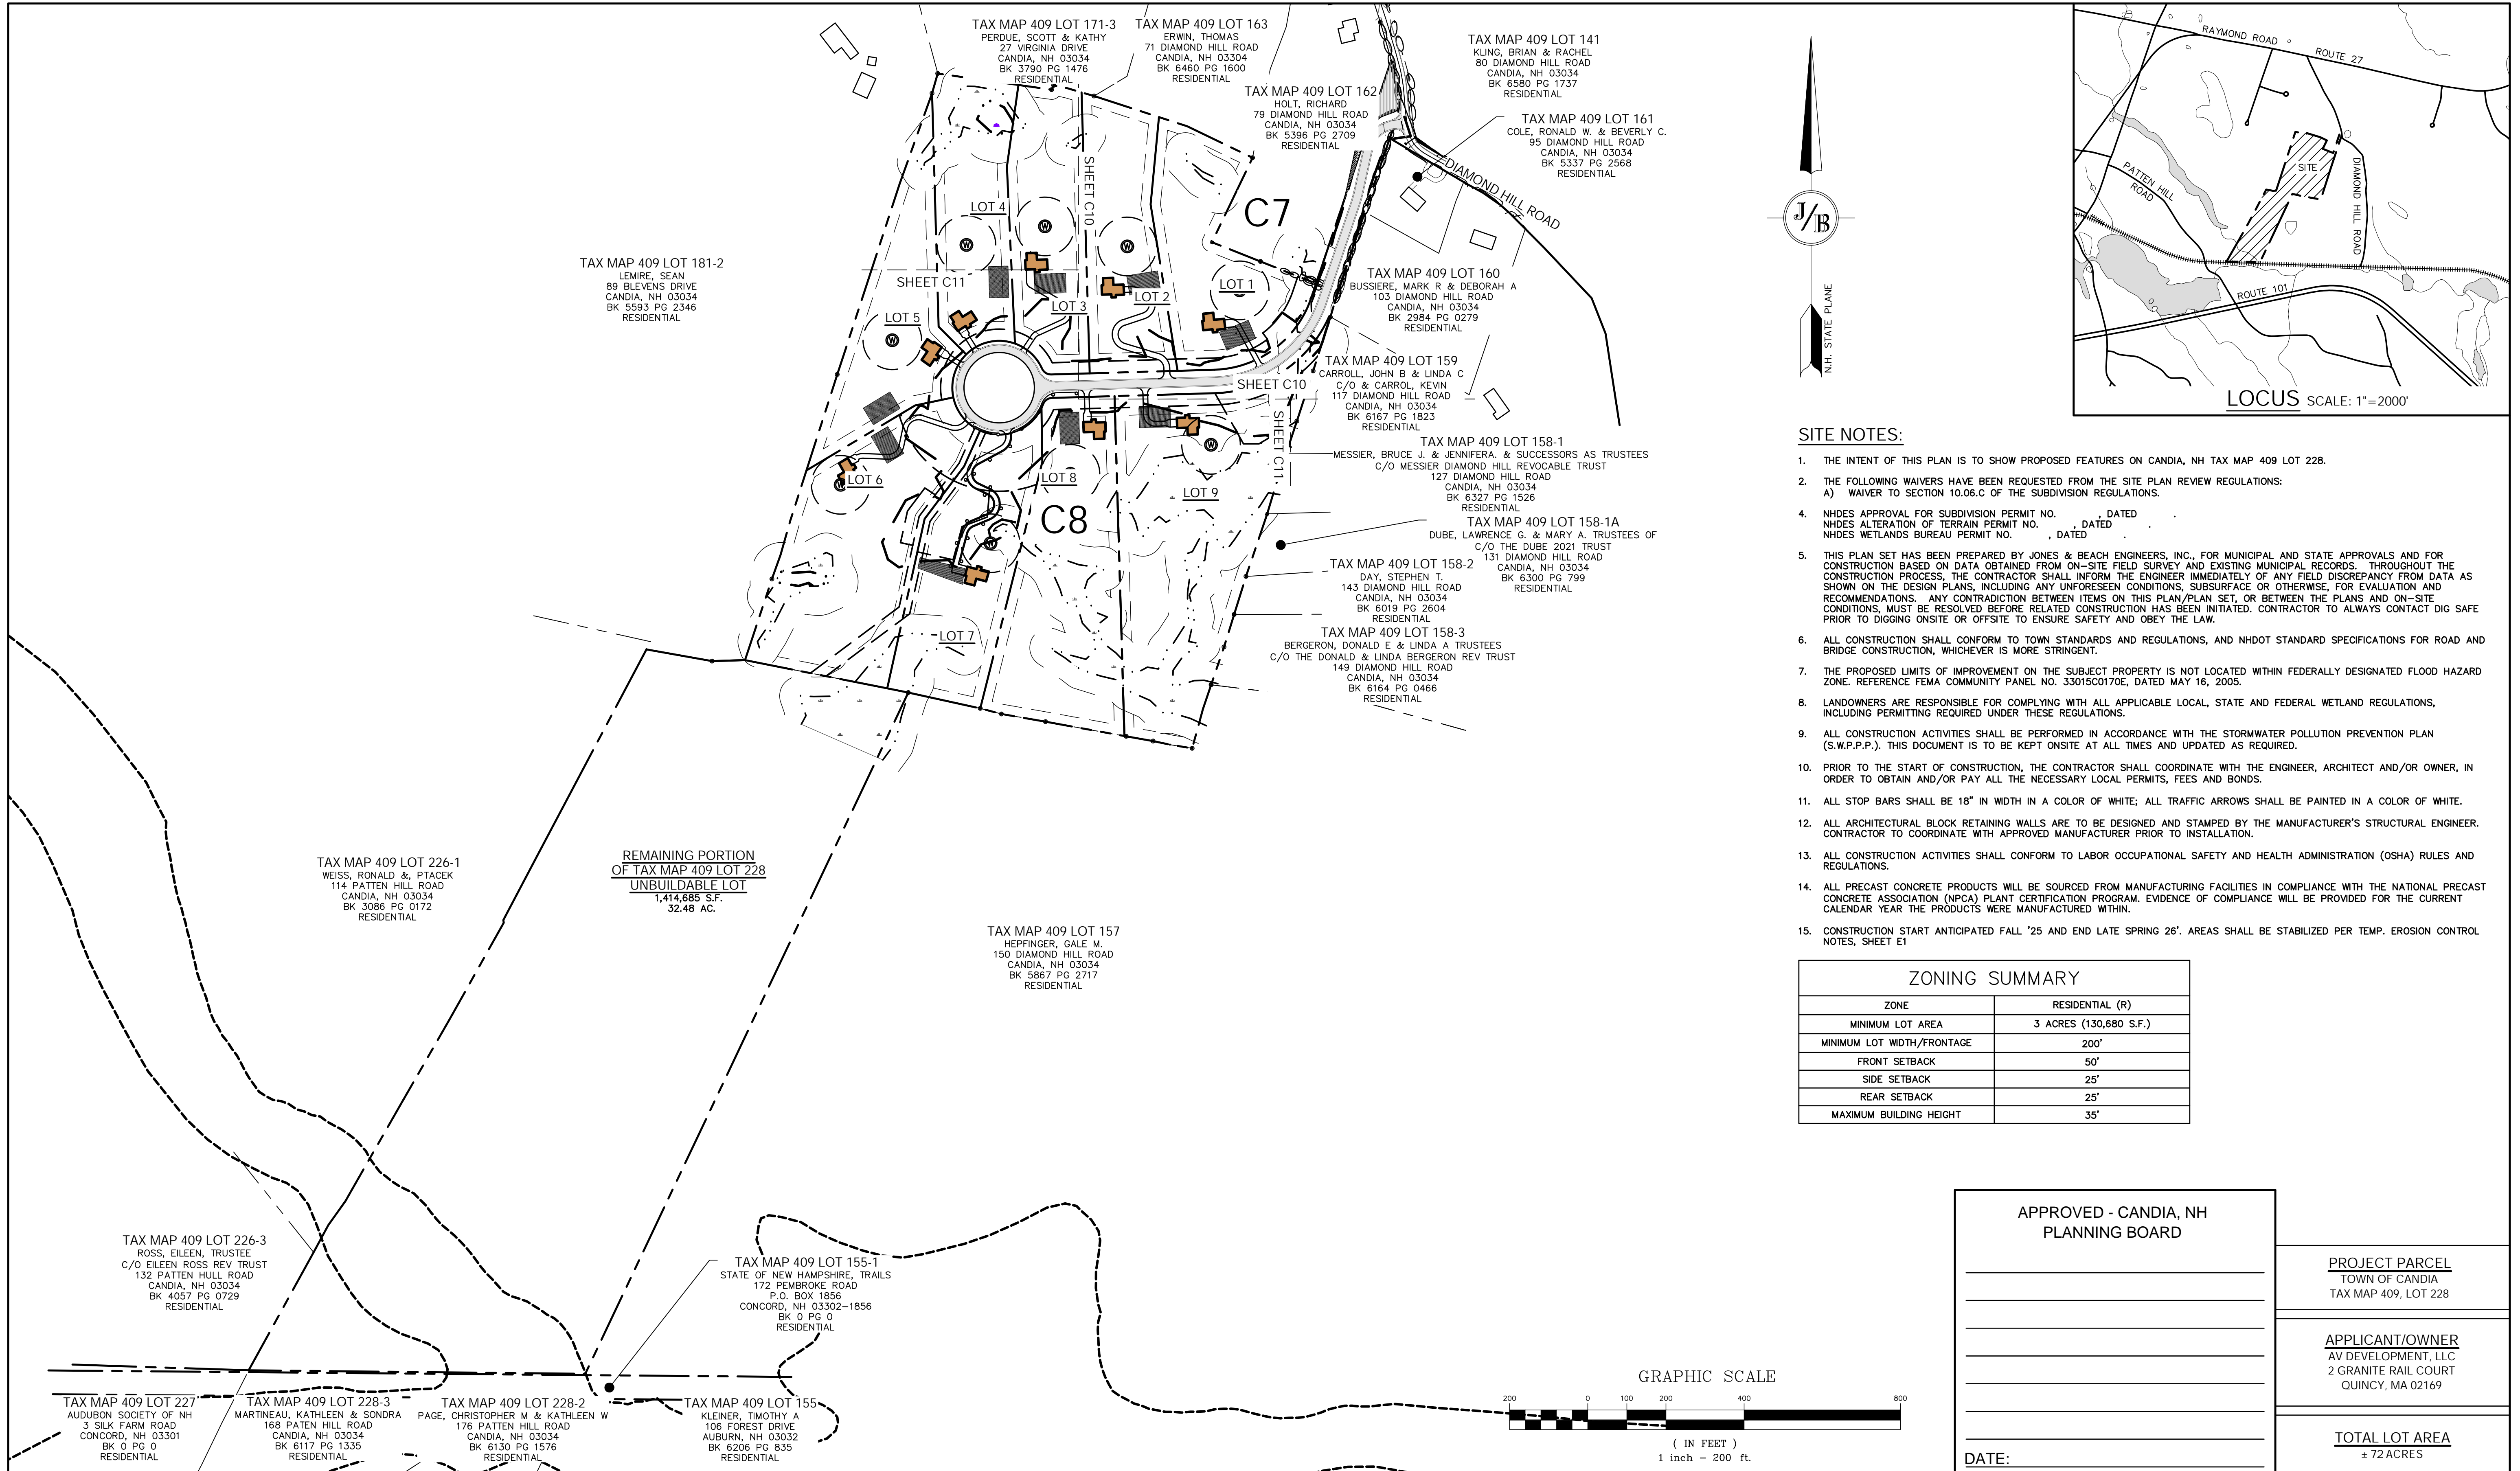 TAX MAP 409 LOT 171-3
PERDUE, SCOTT & KATHY
27 VIRGINIA DRIVE
CANDIA, NH 03034
BK 3790 PG 1476
RESIDENTIAL
TAX MAP 409 LOT 163
ERWIN, THOMAS
71 DIAMOND HILL ROAD
CANDIA, NH 03304
BK 6460 PG 1600
RESIDENTIAL
TAX MAP 409 LOT 162
HOLT, RICHARD
79 DIAMOND HILL ROAD
CANDIA, NH 03034
BK 5396 PG 2709
RESIDENTIAL
TAX MAP 409 LOT 141
KLING, BRIAN & RACHEL
80 DIAMOND HILL ROAD
CANDIA, NH 03034
BK 6580 PG 1737
RESIDENTIAL
TAX MAP 409 LOT 161
COLE, RONALD W. & BEVERLY C.
95 DIAMOND HILL ROAD
CANDIA, NH 03034
BK 5337 PG 2568
RESIDENTIAL
DIAMOND HILL ROAD
SHEET C10
C7
LOT 4
TAX MAP 409 LOT 181-2
LEMIRE, SEAN
89 BLEVENS DRIVE
CANDIA, NH 03034
BK 5593 PG 2346
RESIDENTIAL
W
W
W
SHEET C11
LOT 3
LOT 2
LOT 1
LOT 5
W
TAX MAP 409 LOT 160
BUSSIERE, MARK R & DEBORAH A
103 DIAMOND HILL ROAD
CANDIA, NH 03034
BK 2984 PG 0279
RESIDENTIAL
TAX MAP 409 LOT 159
CARROLL, JOHN B & LINDA C
C/O & CARROL, KEVIN
117 DIAMOND HILL ROAD
CANDIA, NH 03034
BK 6167 PG 1823
RESIDENTIAL
SHEET C10
SHEET C11
W
LOT 6
W
LOT 8
LOT 9
C8
W
LOT 7
TAX MAP 409 LOT 158-1
MESSIER, BRUCE J. & JENNIFERA. & SUCCESSORS AS TRUSTEES
C/O MESSIER DIAMOND HILL REVOCABLE TRUST
127 DIAMOND HILL ROAD
CANDIA, NH 03034
BK 6327 PG 1526
RESIDENTIAL
TAX MAP 409 LOT 158-1A
DUBE, LAWRENCE G. & MARY A. TRUSTEES OF
C/O THE DUBE 2021 TRUST
131 DIAMOND HILL ROAD
CANDIA, NH 03034
BK 6300 PG 799
RESIDENTIAL
TAX MAP 409 LOT 158-2
DAY, STEPHEN T.
143 DIAMOND HILL ROAD
CANDIA, NH 03034
BK 6019 PG 2604
RESIDENTIAL
TAX MAP 409 LOT 158-3
BERGERON, DONALD E & LINDA A TRUSTEES
C/O THE DONALD & LINDA BERGERON REV TRUST
149 DIAMOND HILL ROAD
CANDIA, NH 03034
BK 6164 PG 0466
RESIDENTIAL
TAX MAP 409 LOT 226-1
WEISS, RONALD &, PTACEK
114 PATTEN HILL ROAD
CANDIA, NH 03034
BK 3086 PG 0172
RESIDENTIAL
REMAINING PORTION
OF TAX MAP 409 LOT 228
UNBUILDABLE LOT
1,414,685 S.F.
32.48 AC.
TAX MAP 409 LOT 157
HEPFINGER, GALE M.
150 DIAMOND HILL ROAD
CANDIA, NH 03034
BK 5867 PG 2717
RESIDENTIAL
TAX MAP 409 LOT 226-3
ROSS, EILEEN, TRUSTEE
C/O EILEEN ROSS REV TRUST
132 PATTEN HULL ROAD
CANDIA, NH 03034
BK 4057 PG 0729
RESIDENTIAL
TAX MAP 409 LOT 155-1
STATE OF NEW HAMPSHIRE, TRAILS
172 PEMBROKE ROAD
P.O. BOX 1856
CONCORD, NH 03302-1856
BK 0 PG 0
RESIDENTIAL
TAX MAP 409 LOT 227
AUDUBON SOCIETY OF NH
3 SILK FARM ROAD
CONCORD, NH 03301
BK 0 PG 0
RESIDENTIAL
TAX MAP 409 LOT 228-3
MARTINEAU, KATHLEEN & SONDRA
168 PATEN HILL ROAD
CANDIA, NH 03034
BK 6117 PG 1335
RESIDENTIAL
TAX MAP 409 LOT 228-2
PAGE, CHRISTOPHER M & KATHLEEN W
176 PATTEN HILL ROAD
CANDIA, NH 03034
BK 6130 PG 1576
RESIDENTIAL
TAX MAP 409 LOT 155
KLEINER, TIMOTHY A
106 FOREST DRIVE
AUBURN, NH 03032
BK 6206 PG 835
RESIDENTIAL
GRAPHIC SCALE
200 0 100 200 400 800
( IN FEET )
1 inch = 200 ft.
J/B
N.H. STATE PLANE
RAYMOND ROAD
ROUTE 27
SITE
PATTEN HILL
ROAD
DIAMOND HILL ROAD
ROUTE 101
LOCUS SCALE: 1"=2000'
SITE NOTES:
1. THE INTENT OF THIS PLAN IS TO SHOW PROPOSED FEATURES ON CANDIA, NH TAX MAP 409 LOT 228.
2. THE FOLLOWING WAIVERS HAVE BEEN REQUESTED FROM THE SITE PLAN REVIEW REGULATIONS:
A) WAIVER TO SECTION 10.06.C OF THE SUBDIVISION REGULATIONS.
4. NHDES APPROVAL FOR SUBDIVISION PERMIT NO. , DATED .
NHDES ALTERATION OF TERRAIN PERMIT NO. , DATED .
NHDES WETLANDS BUREAU PERMIT NO. , DATED .
5. THIS PLAN SET HAS BEEN PREPARED BY JONES & BEACH ENGINEERS, INC., FOR MUNICIPAL AND STATE APPROVALS AND FOR
CONSTRUCTION BASED ON DATA OBTAINED FROM ON-SITE FIELD SURVEY AND EXISTING MUNICIPAL RECORDS. THROUGHOUT THE
CONSTRUCTION PROCESS, THE CONTRACTOR SHALL INFORM THE ENGINEER IMMEDIATELY OF ANY FIELD DISCREPANCY FROM DATA AS
SHOWN ON THE DESIGN PLANS, INCLUDING ANY UNFORESEEN CONDITIONS, SUBSURFACE OR OTHERWISE, FOR EVALUATION AND
RECOMMENDATIONS. ANY CONTRADICTION BETWEEN ITEMS ON THIS PLAN/PLAN SET, OR BETWEEN THE PLANS AND ON-SITE
CONDITIONS, MUST BE RESOLVED BEFORE RELATED CONSTRUCTION HAS BEEN INITIATED. CONTRACTOR TO ALWAYS CONTACT DIG SAFE
PRIOR TO DIGGING ONSITE OR OFFSITE TO ENSURE SAFETY AND OBEY THE LAW.
6. ALL CONSTRUCTION SHALL CONFORM TO TOWN STANDARDS AND REGULATIONS, AND NHDOT STANDARD SPECIFICATIONS FOR ROAD AND
BRIDGE CONSTRUCTION, WHICHEVER IS MORE STRINGENT.
7. THE PROPOSED LIMITS OF IMPROVEMENT ON THE SUBJECT PROPERTY IS NOT LOCATED WITHIN FEDERALLY DESIGNATED FLOOD HAZARD
ZONE. REFERENCE FEMA COMMUNITY PANEL NO. 33015C0170E, DATED MAY 16, 2005.
8. LANDOWNERS ARE RESPONSIBLE FOR COMPLYING WITH ALL APPLICABLE LOCAL, STATE AND FEDERAL WETLAND REGULATIONS,
INCLUDING PERMITTING REQUIRED UNDER THESE REGULATIONS.
9. ALL CONSTRUCTION ACTIVITIES SHALL BE PERFORMED IN ACCORDANCE WITH THE STORMWATER POLLUTION PREVENTION PLAN
(S.W.P.P.P.). THIS DOCUMENT IS TO BE KEPT ONSITE AT ALL TIMES AND UPDATED AS REQUIRED.
10. PRIOR TO THE START OF CONSTRUCTION, THE CONTRACTOR SHALL COORDINATE WITH THE ENGINEER, ARCHITECT AND/OR OWNER, IN
ORDER TO OBTAIN AND/OR PAY ALL THE NECESSARY LOCAL PERMITS, FEES AND BONDS.
11. ALL STOP BARS SHALL BE 18" IN WIDTH IN A COLOR OF WHITE; ALL TRAFFIC ARROWS SHALL BE PAINTED IN A COLOR OF WHITE.
12. ALL ARCHITECTURAL BLOCK RETAINING WALLS ARE TO BE DESIGNED AND STAMPED BY THE MANUFACTURER'S STRUCTURAL ENGINEER.
CONTRACTOR TO COORDINATE WITH APPROVED MANUFACTURER PRIOR TO INSTALLATION.
13. ALL CONSTRUCTION ACTIVITIES SHALL CONFORM TO LABOR OCCUPATIONAL SAFETY AND HEALTH ADMINISTRATION (OSHA) RULES AND
REGULATIONS.
14. ALL PRECAST CONCRETE PRODUCTS WILL BE SOURCED FROM MANUFACTURING FACILITIES IN COMPLIANCE WITH THE NATIONAL PRECAST
CONCRETE ASSOCIATION (NPCA) PLANT CERTIFICATION PROGRAM. EVIDENCE OF COMPLIANCE WILL BE PROVIDED FOR THE CURRENT
CALENDAR YEAR THE PRODUCTS WERE MANUFACTURED WITHIN.
15. CONSTRUCTION START ANTICIPATED FALL '25 AND END LATE SPRING 26'. AREAS SHALL BE STABILIZED PER TEMP. EROSION CONTROL
NOTES, SHEET E1
ZONING SUMMARY
ZONE RESIDENTIAL (R)
MINIMUM LOT AREA 3 ACRES (130,680 S.F.)
MINIMUM LOT WIDTH/FRONTAGE 200'
FRONT SETBACK 50'
SIDE SETBACK 25'
REAR SETBACK 25'
MAXIMUM BUILDING HEIGHT 35'
APPROVED - CANDIA, NH
PLANNING BOARD
DATE:
PROJECT PARCEL
TOWN OF CANDIA
TAX MAP 409, LOT 228
APPLICANT/OWNER
AV DEVELOPMENT, LLC
2 GRANITE RAIL COURT
QUINCY, MA 02169
TOTAL LOT AREA
± 72 ACRES